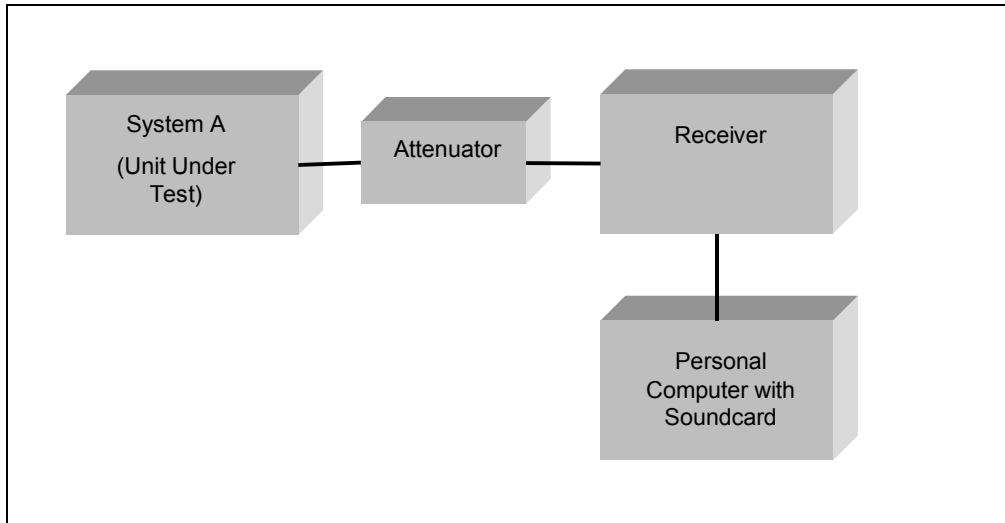 System A
(Unit Under
Test)
Attenuator
Receiver
Personal
Computer with
Soundcard